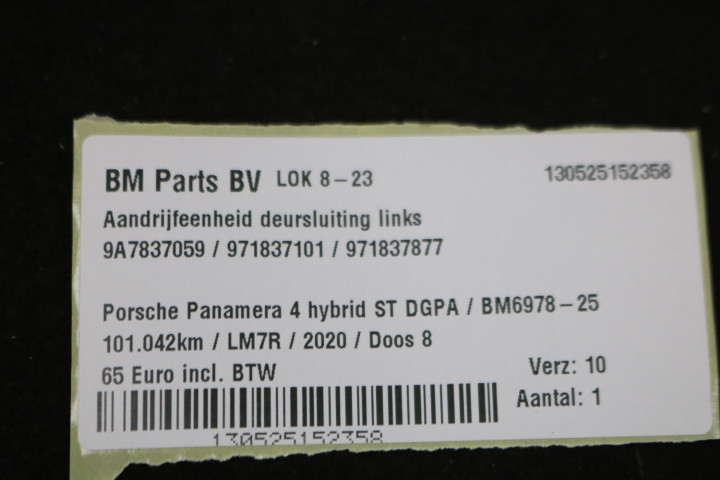 BM Parts BV LOK 8-23 130525152358
Aandrijfeenheid deursluiting links
9A7837059 / 971837101 / 971837877
Porsche Panamera 4 hybrid ST DGPA / BM6978-25
101.042km / LM7R / 2020 / Doos 8
65 Euro incl. BTW Verz: 10
Aantal: 1
130525152358